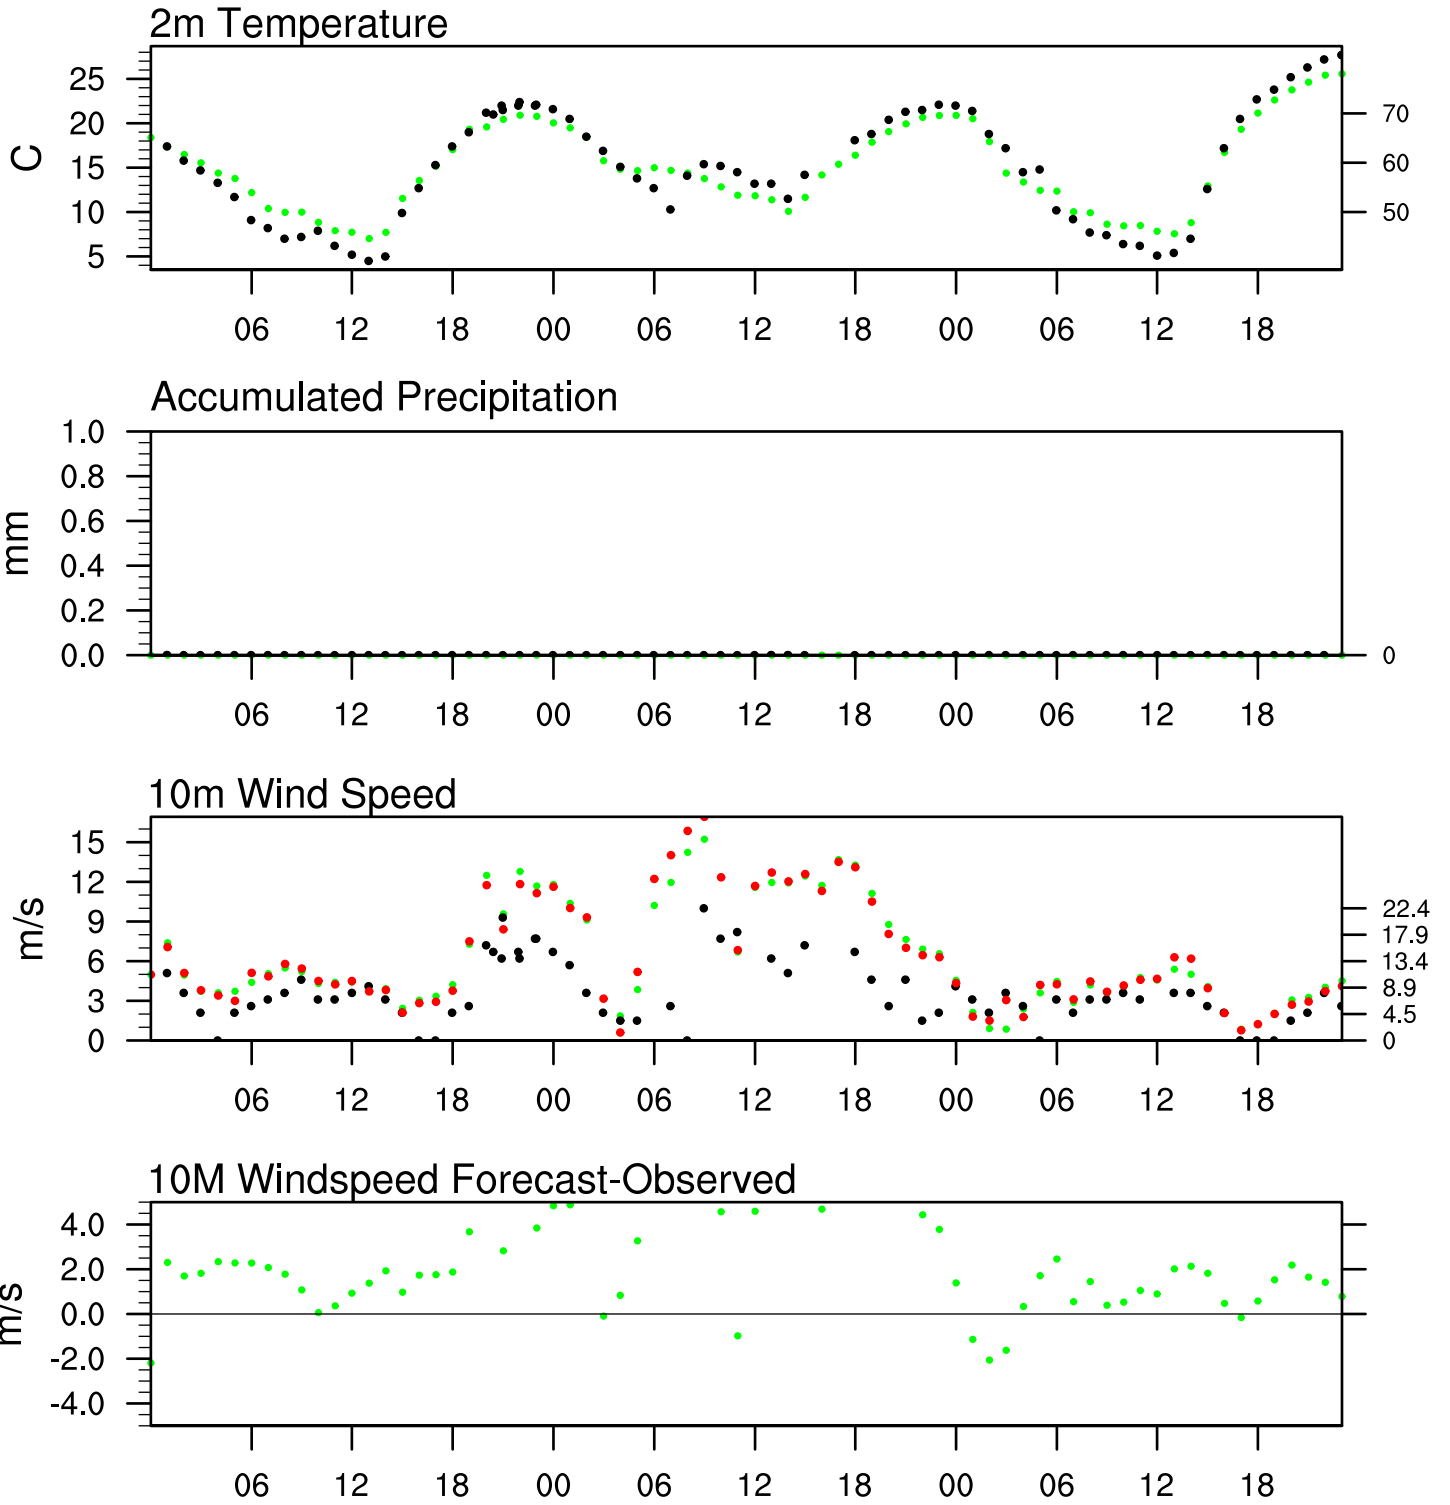 2m Temperature
25
20
15
10
5
C
70
60
50
06 12 18 00 06 12 18 00 06 12 18
Accumulated Precipitation
1.0
0.8
0.6
0.4
0.2
0.0
mm
0
06 12 18 00 06 12 18 00 06 12 18
10m Wind Speed
15
12
9
6
3
0
m/s
22.4
17.9
13.4
8.9
4.5
0
06 12 18 00 06 12 18 00 06 12 18
10M Windspeed Forecast-Observed
4.0
2.0
0.0
-2.0
-4.0
m/s
06 12 18 00 06 12 18 00 06 12 18